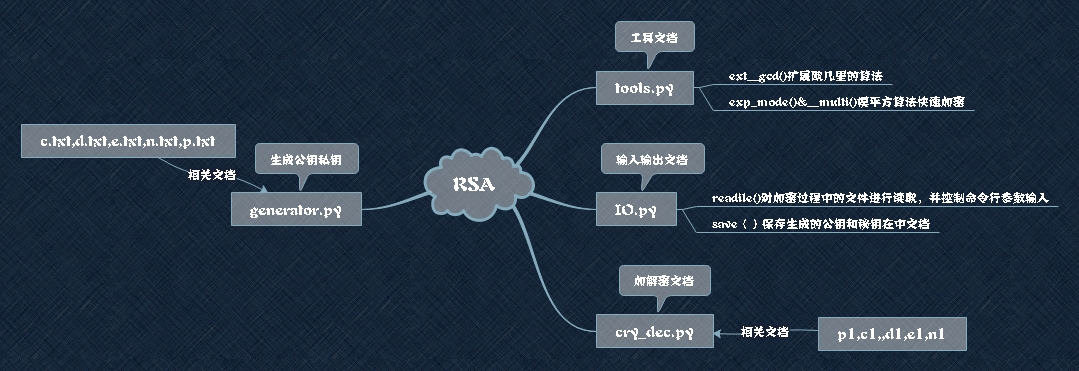 工具文档
tools.py
ext_gcd()扩展欧几里的算法
exp_mode()&_multi()模平方算法快速加密
c.txt,d.txt,e.txt,n.txt,p.txt
相关文档
生成公钥私钥
generator.py
RSA
输入输出文档
IO.py
readile()对加密过程中的文件进行读取，并控制命令行参数输入
save（）保存生成的公钥和秘钥在中文档
加解密文档
cry_dec.py
相关文档
p1,c1,,d1,e1,n1